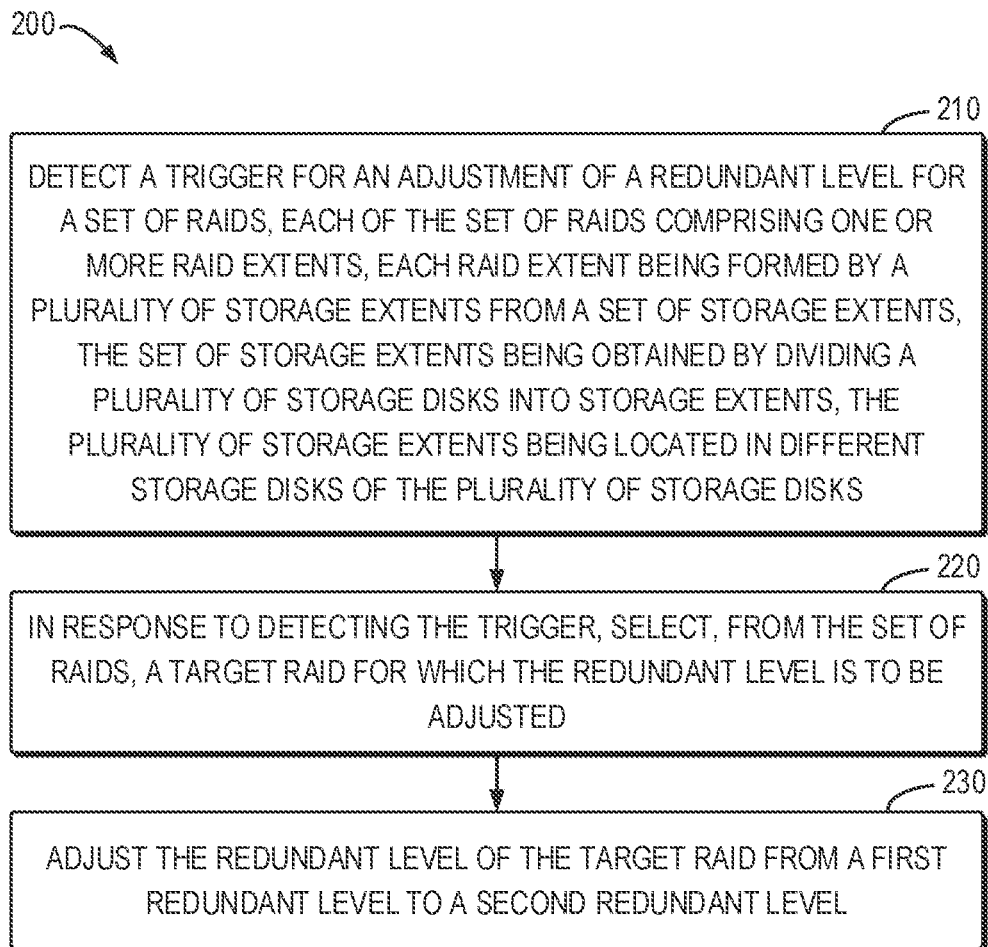 200
210
DETECT A TRIGGER FOR AN ADJUSTMENT OF A REDUNDANT LEVEL FOR
A SET OF RAIDS, EACH OF THE SET OF RAIDS COMPRISING ONE OR
MORE RAID EXTENTS, EACH RAID EXTENT BEING FORMED BY A
PLURALITY OF STORAGE EXTENTS FROM A SET OF STORAGE EXTENTS,
THE SET OF STORAGE EXTENTS BEING OBTAINED BY DIVIDING A
PLURALITY OF STORAGE DISKS INTO STORAGE EXTENTS, THE
PLURALITY OF STORAGE EXTENTS BEING LOCATED IN DIFFERENT
STORAGE DISKS OF THE PLURALITY OF STORAGE DISKS
220
IN RESPONSE TO DETECTING THE TRIGGER, SELECT, FROM THE SET OF
RAIDS, A TARGET RAID FOR WHICH THE REDUNDANT LEVEL IS TO BE
ADJUSTED
230
ADJUST THE REDUNDANT LEVEL OF THE TARGET RAID FROM A FIRST
REDUNDANT LEVEL TO A SECOND REDUNDANT LEVEL